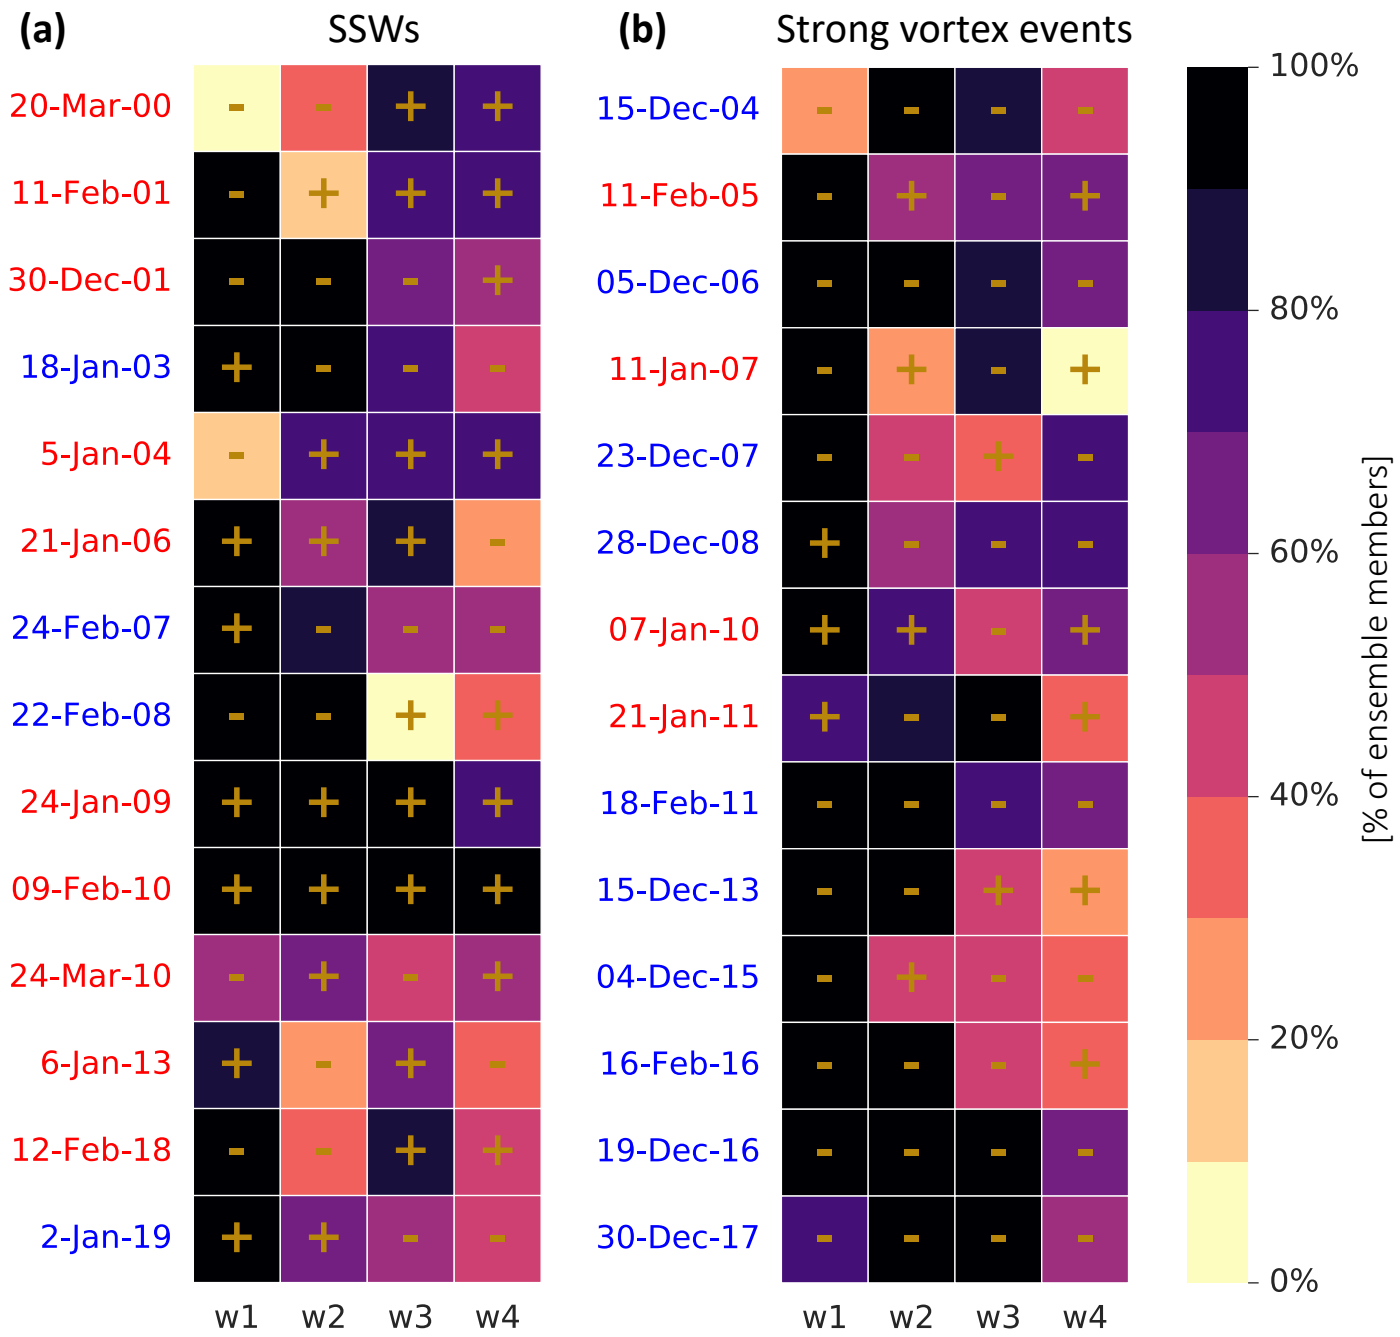 (a) SSWs
20-Mar-00 - - + +
11-Feb-01 - + + +
30-Dec-01 - - - +
18-Jan-03 + - - -
5-Jan-04 - + + +
21-Jan-06 + + + -
24-Feb-07 + - - -
22-Feb-08 - - + +
24-Jan-09 + + + +
09-Feb-10 + + + +
24-Mar-10 - + - +
6-Jan-13 + - + -
12-Feb-18 - - + +
2-Jan-19 + + - -
w1 w2 w3 w4
(b) Strong vortex events
15-Dec-04 - - - -
11-Feb-05 - + - +
05-Dec-06 - - - -
11-Jan-07 - + - +
23-Dec-07 - - + -
28-Dec-08 + - - -
07-Jan-10 + + - +
21-Jan-11 + - - +
18-Feb-11 - - - -
15-Dec-13 - - + +
04-Dec-15 - + - -
16-Feb-16 - - - +
19-Dec-16 - - - -
30-Dec-17 - - - -
w1 w2 w3 w4
100%
80%
60%
40%
20%
0%
[% of ensemble members]